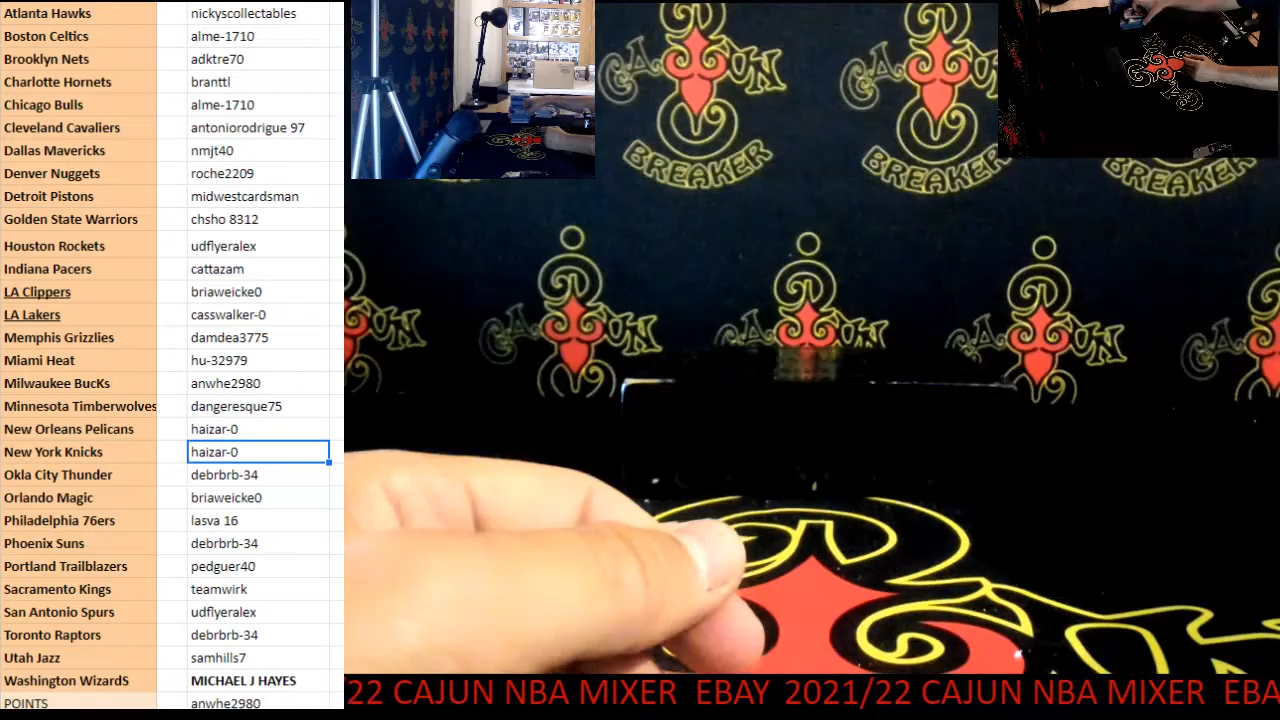 Atlanta Hawks nickyscollectables
Boston Celtics alme-1710
Brooklyn Nets adktre70
Charlotte Hornets branttl
Chicago Bulls alme-1710
Cleveland Cavaliers antoniorodrigue 97
Dallas Mavericks nmjt40
Denver Nuggets roche2209
Detroit Pistons midwestcardsman
Golden State Warriors chsho 8312
Houston Rockets udflyeralex
Indiana Pacers cattazam
LA Clippers briaweicke0
LA Lakers casswalker-0
Memphis Grizzlies damdea3775
Miami Heat hu-32979
Milwaukee BucKs anwhe2980
Minnesota Timberwolves dangeresque75
New Orleans Pelicans haizar-0
New York Knicks haizar-0
Okla City Thunder debrbrb-34
Orlando Magic briaweicke0
Philadelphia 76ers lasva 16
Phoenix Suns debrbrb-34
Portland Trailblazers pedguer40
Sacramento Kings teamwirk
San Antonio Spurs udflyeralex
Toronto Raptors debrbrb-34
Utah Jazz samhills7
Washington WizardS MICHAEL J HAYES
POINTS anwhe2980
CAJUN CAJUN
BREAKER BREAKER BREAKER
CAJUN CAJUN CAJUN
/22 CAJUN NBA MIXER EBAY 2021/22 CAJUN NBA MIXER EBA